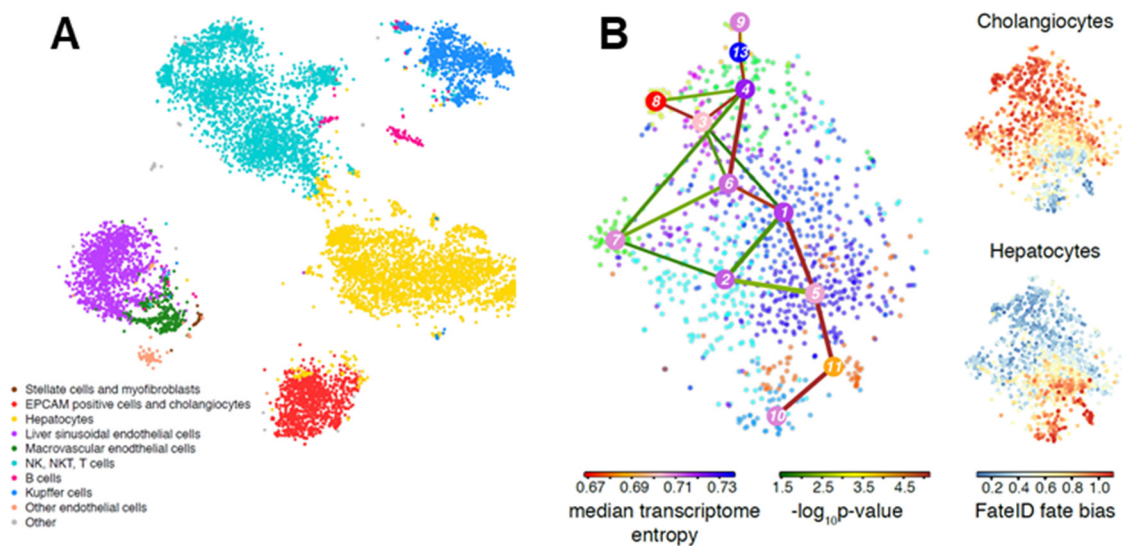 A
Stellate cells and myofibroblasts
EPCAM positive cells and cholangiocytes
Hepatocytes
Liver sinusoidal endothelial cells
Macrovascular enodthelial cells
NK, NKT, T cells
B cells
Kupffer cells
Other endothelial cells
Other
B
9
13
4
8
3
6
1
7
2
5
11
10
0.67 0.69 0.71 0.73
median transcriptome
entropy
1.5 2.5 3.5 4.5
-log10p-value
Cholangiocytes
Hepatocytes
0.2 0.4 0.6 0.8 1.0
FateID fate bias